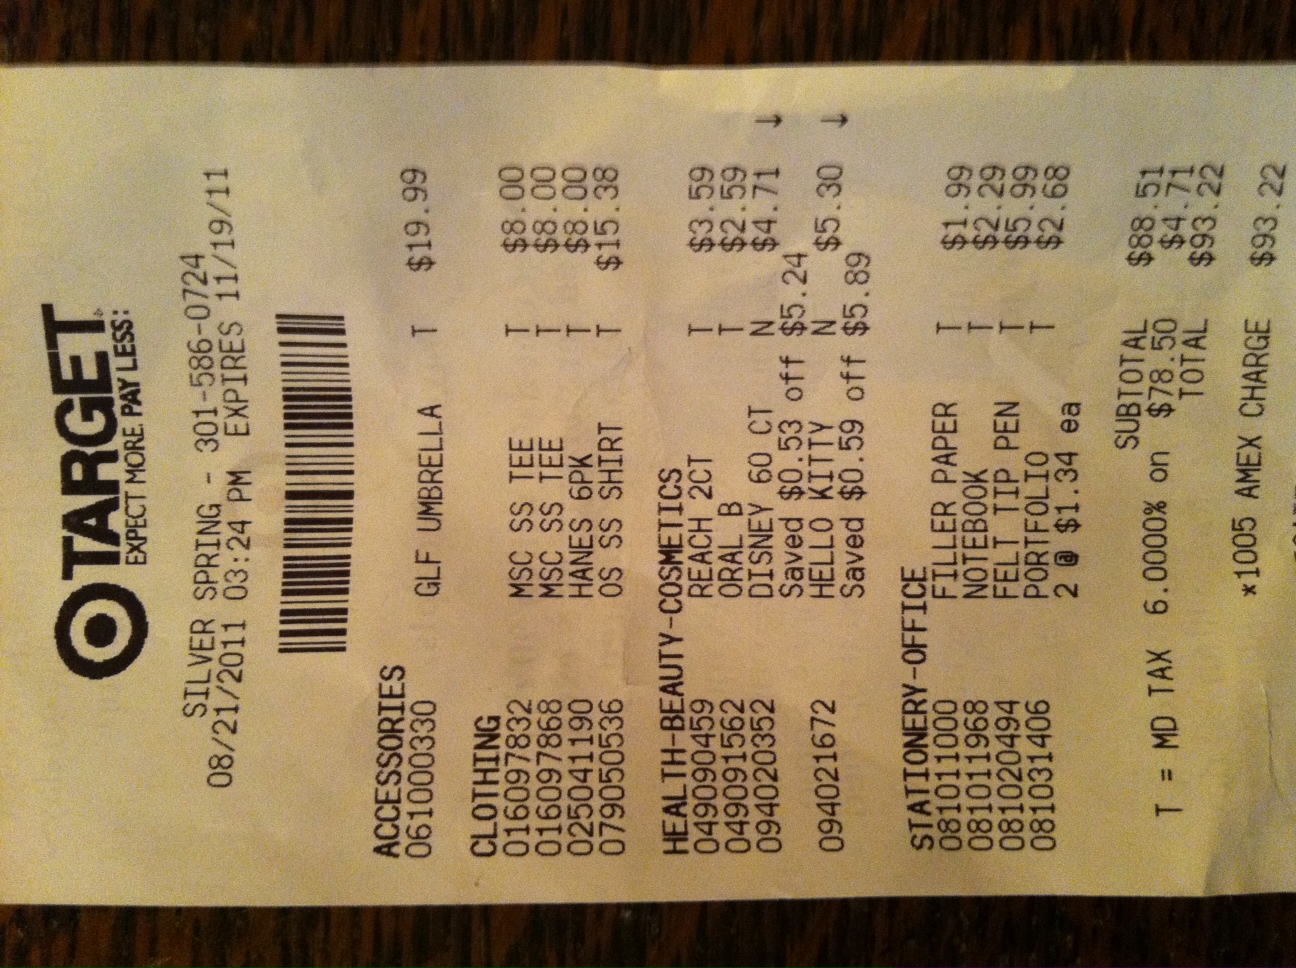 TARGET
EXPECT MORE. PAY LESS.
SILVER SPRING - 301-586-0724
08/21/2011 03:24 PM EXPIRES 11/19/11
ACCESSORIES
061000330 GLF UMBRELLA T $19.99
CLOTHING
016097832 MSC SS TEE T $8.00
016097868 MSC SS TEE T $8.00
025041190 HANES 6PK T $8.00
079050536 OS SS SHIRT T $15.38
HEALTH-BEAUTY-COSMETICS
049090459 REACH 2CT T $3.59
049091562 ORAL B T $2.59
094020352 DISNEY 60 CT N $4.71 ↓
Saved $0.53 off $5.24
094021672 HELLO KITTY N $5.30 ↓
Saved $0.59 off $5.89
STATIONERY-OFFICE
081011000 FILLER PAPER T $1.99
081011968 NOTEBOOK T $2.29
081020494 FELT TIP PEN T $5.99
081031406 PORTFOLIO T $2.68
2 @ $1.34 ea
SUBTOTAL $88.51
T = MD TAX 6.0000% on $78.50 $4.71
TOTAL $93.22
*1005 AMEX CHARGE $93.22